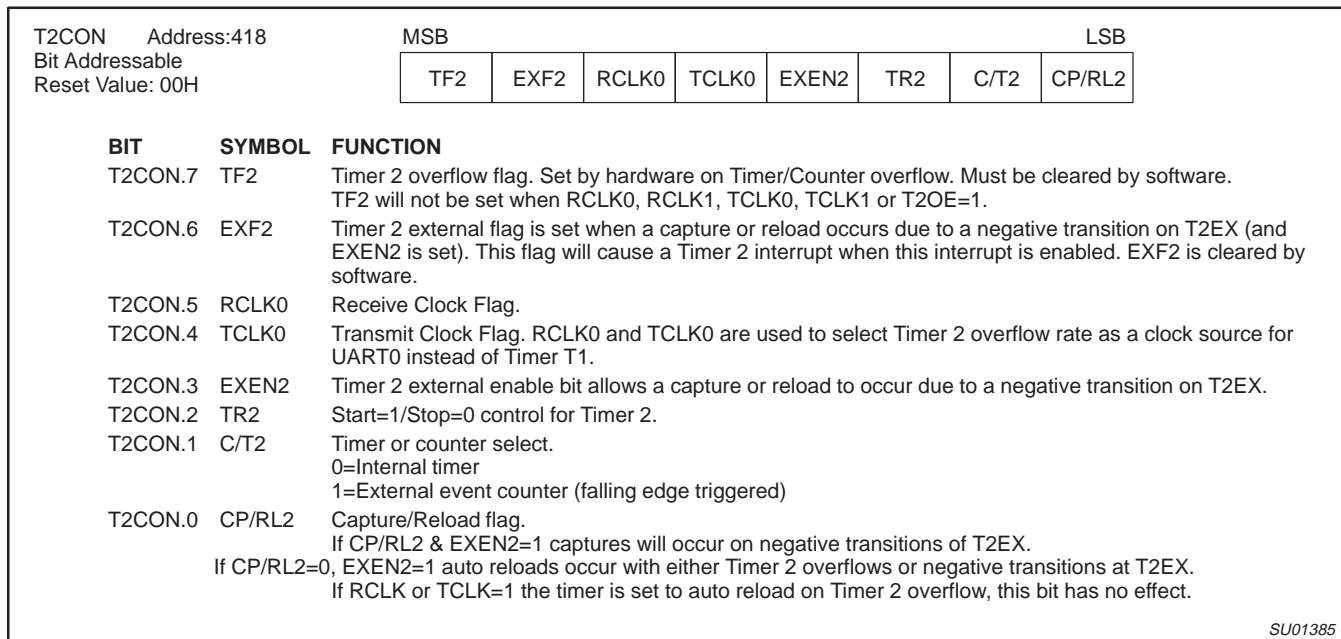 T2CON Address:418 MSB LSB
Bit Addressable
Reset Value: 00H
TF2 EXF2 RCLK0 TCLK0 EXEN2 TR2 C/T2 CP/RL2
BIT SYMBOL FUNCTION
T2CON.7 TF2 Timer 2 overflow flag. Set by hardware on Timer/Counter overflow. Must be cleared by software.
TF2 will not be set when RCLK0, RCLK1, TCLK0, TCLK1 or T2OE=1.
T2CON.6 EXF2 Timer 2 external flag is set when a capture or reload occurs due to a negative transition on T2EX (and
EXEN2 is set). This flag will cause a Timer 2 interrupt when this interrupt is enabled. EXF2 is cleared by
software.
T2CON.5 RCLK0 Receive Clock Flag.
T2CON.4 TCLK0 Transmit Clock Flag. RCLK0 and TCLK0 are used to select Timer 2 overflow rate as a clock source for
UART0 instead of Timer T1.
T2CON.3 EXEN2 Timer 2 external enable bit allows a capture or reload to occur due to a negative transition on T2EX.
T2CON.2 TR2 Start=1/Stop=0 control for Timer 2.
T2CON.1 C/T2 Timer or counter select.
0=Internal timer
1=External event counter (falling edge triggered)
T2CON.0 CP/RL2 Capture/Reload flag.
If CP/RL2 & EXEN2=1 captures will occur on negative transitions of T2EX.
If CP/RL2=0, EXEN2=1 auto reloads occur with either Timer 2 overflows or negative transitions at T2EX.
If RCLK or TCLK=1 the timer is set to auto reload on Timer 2 overflow, this bit has no effect.
SU01385